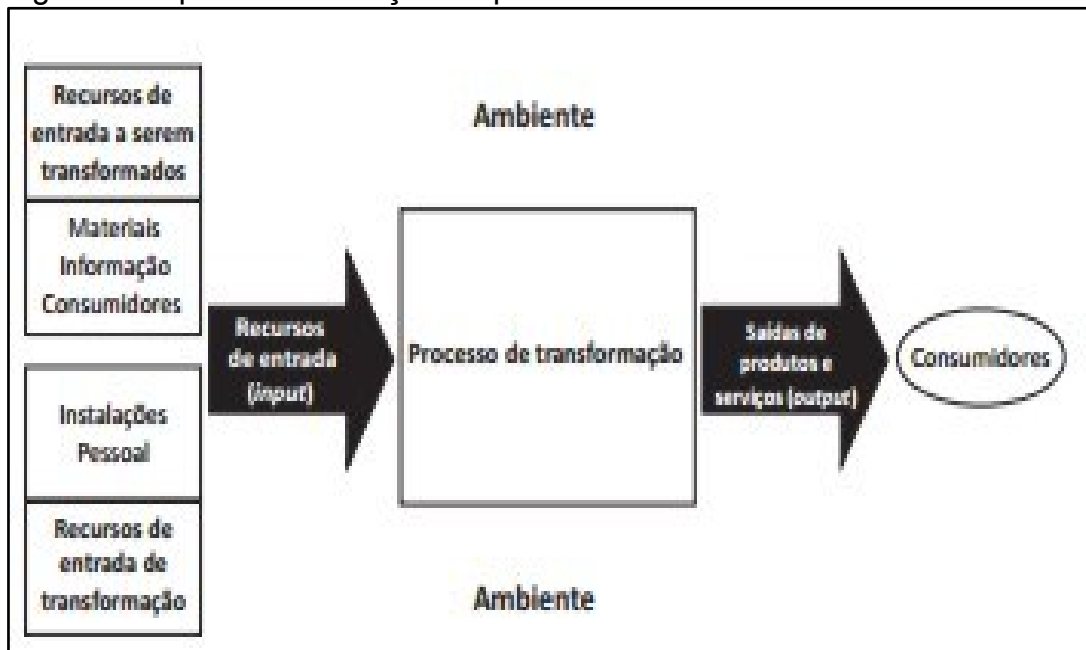 Recursos de
entrada a serem
transformados
Materiais
Informação
Consumidores
Instalações
Pessoal
Recursos de
entrada de
transformação
Recursos
de entrada
(input)
Ambiente
Processo de transformação
Ambiente
Saídas de
produtos e
serviços (output)
Consumidores